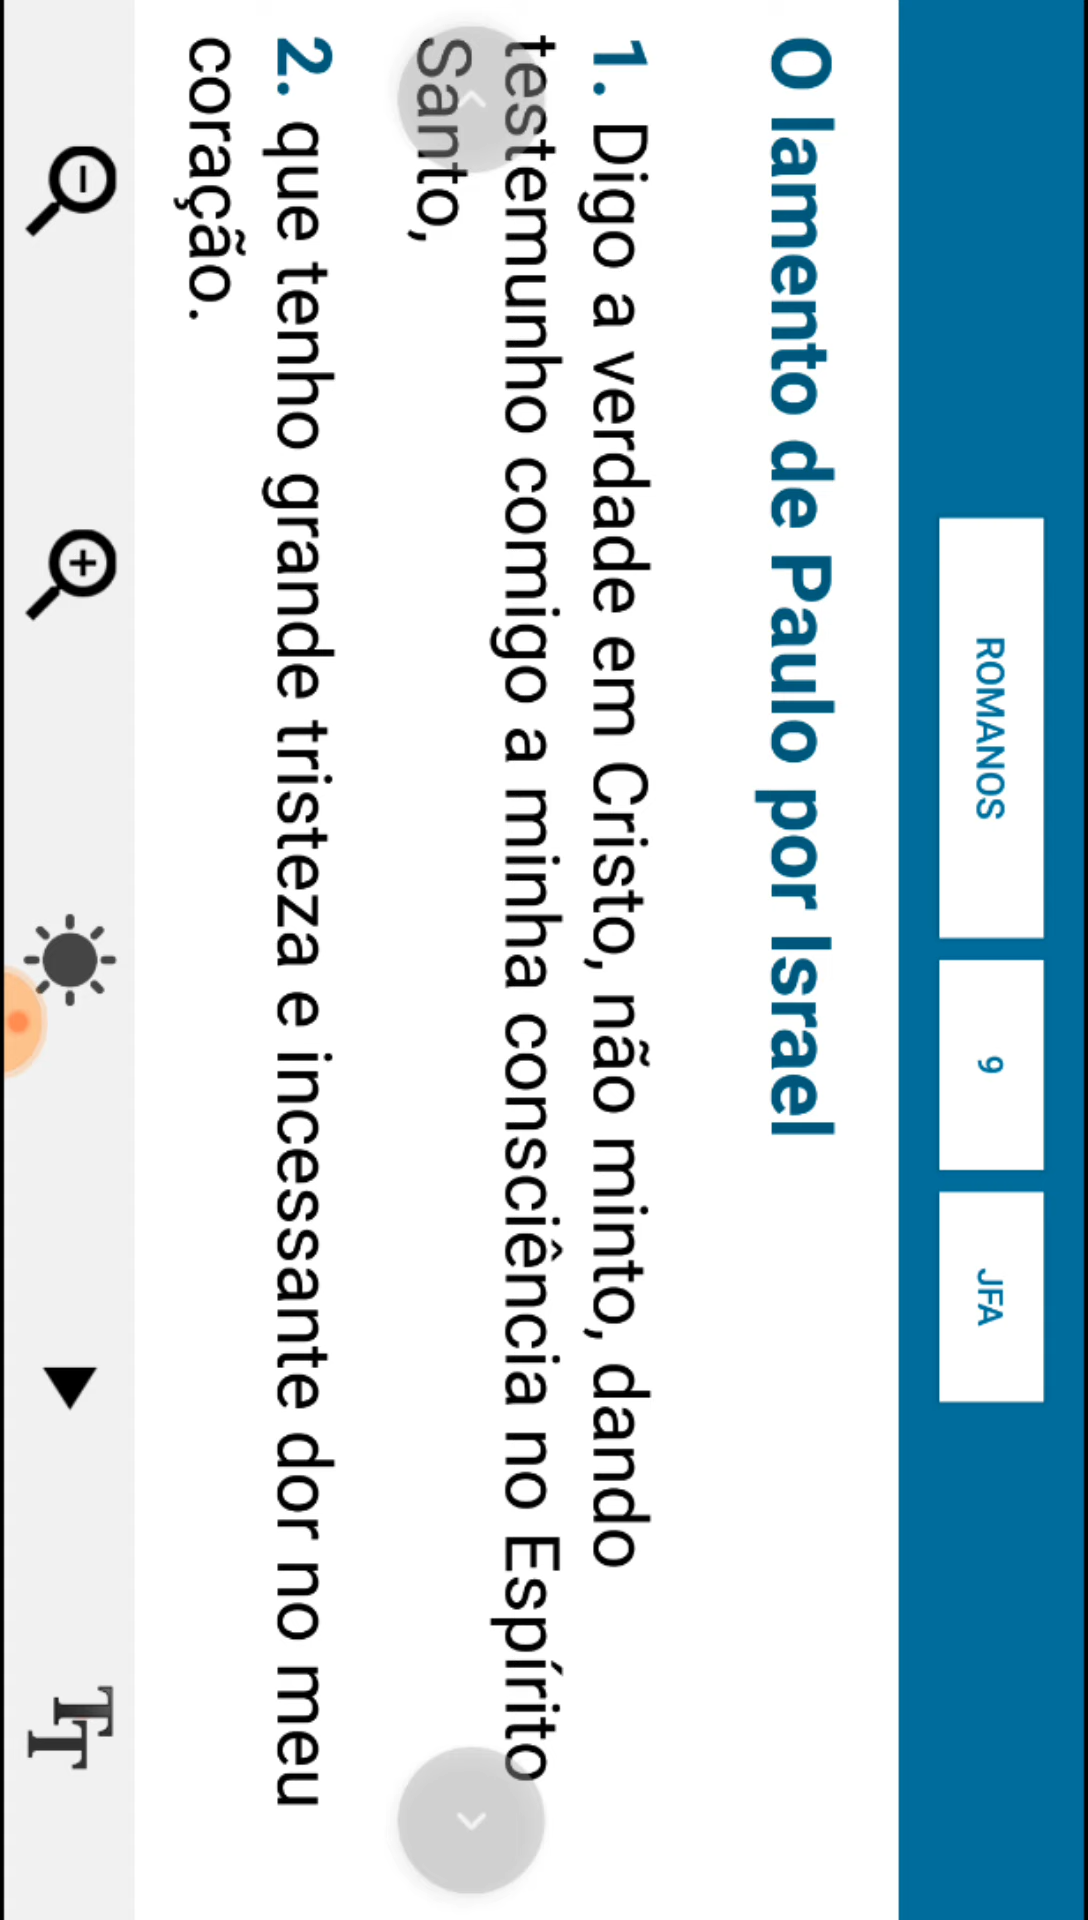 ROMANOS
9
JFA
O lamento de Paulo por Israel
1. Digo a verdade em Cristo, não minto, dando
testemunho comigo a minha consciência no Espírito
Santo,
2. que tenho grande tristeza e incessante dor no meu
coração.